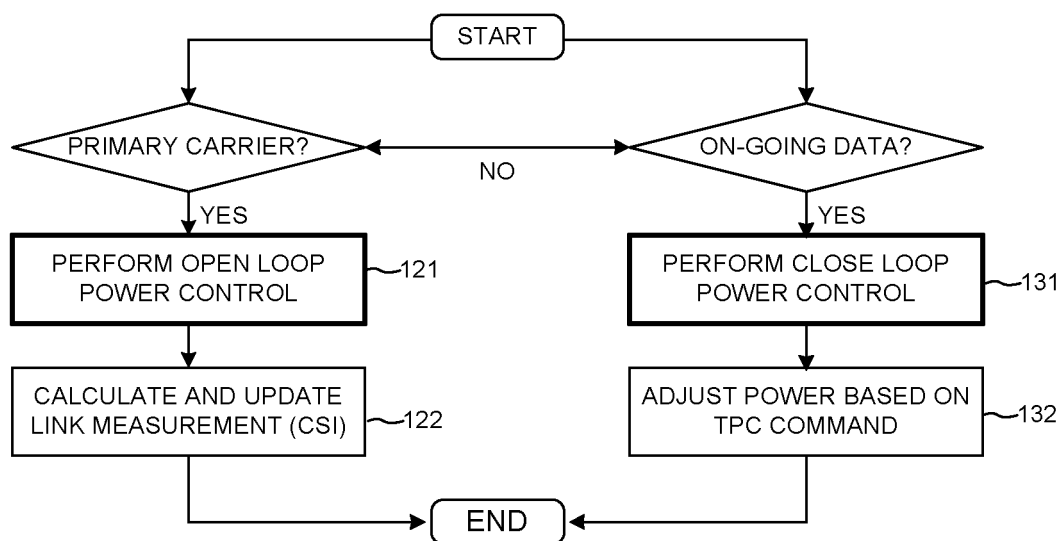 START
PRIMARY CARRIER?
ON-GOING DATA?
NO
YES
YES
PERFORM OPEN LOOP
POWER CONTROL
121
PERFORM CLOSE LOOP
POWER CONTROL
131
CALCULATE AND UPDATE
LINK MEASUREMENT (CSI)
122
ADJUST POWER BASED ON
TPC COMMAND
132
END